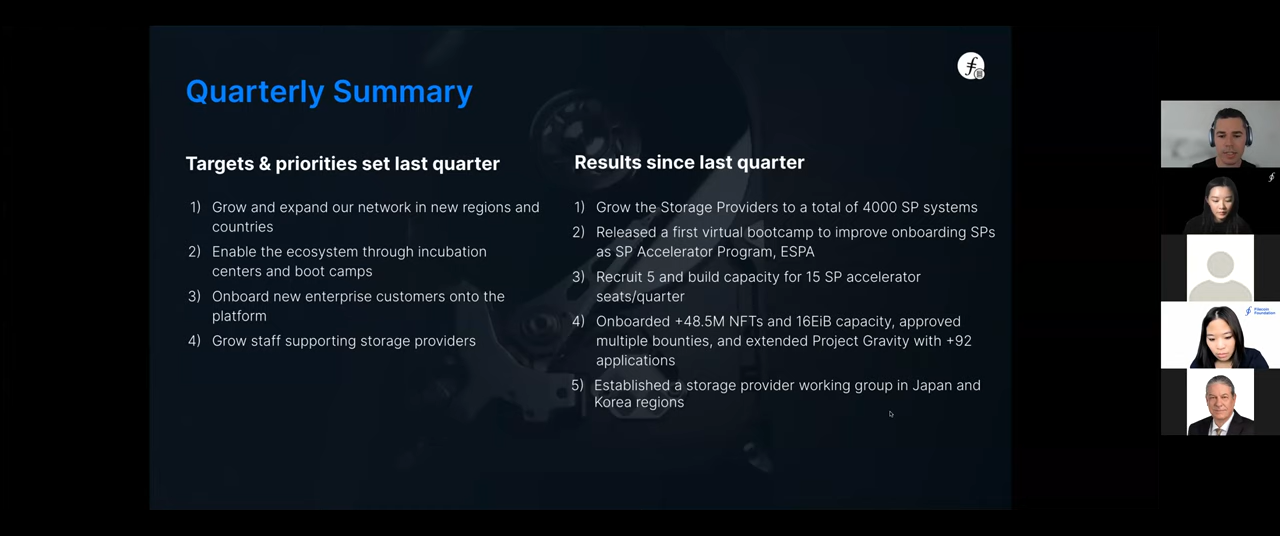 Quarterly Summary
Targets & priorities set last quarter
1) Grow and expand our network in new regions and
countries
2) Enable the ecosystem through incubation
centers and boot camps
3) Onboard new enterprise customers onto the
platform
4) Grow staff supporting storage providers
Results since last quarter
1) Grow the Storage Providers to a total of 4000 SP systems
2) Released a first virtual bootcamp to improve onboarding SPs
as SP Accelerator Program, ESPA
3) Recruit 5 and build capacity for 15 SP accelerator
seats/quarter
4) Onboarded +48.5M NFTs and 16EiB capacity, approved
multiple bounties, and extended Project Gravity with +92
applications
5) Established a storage provider working group in Japan and
Korea regions
Filecoin
Foundation